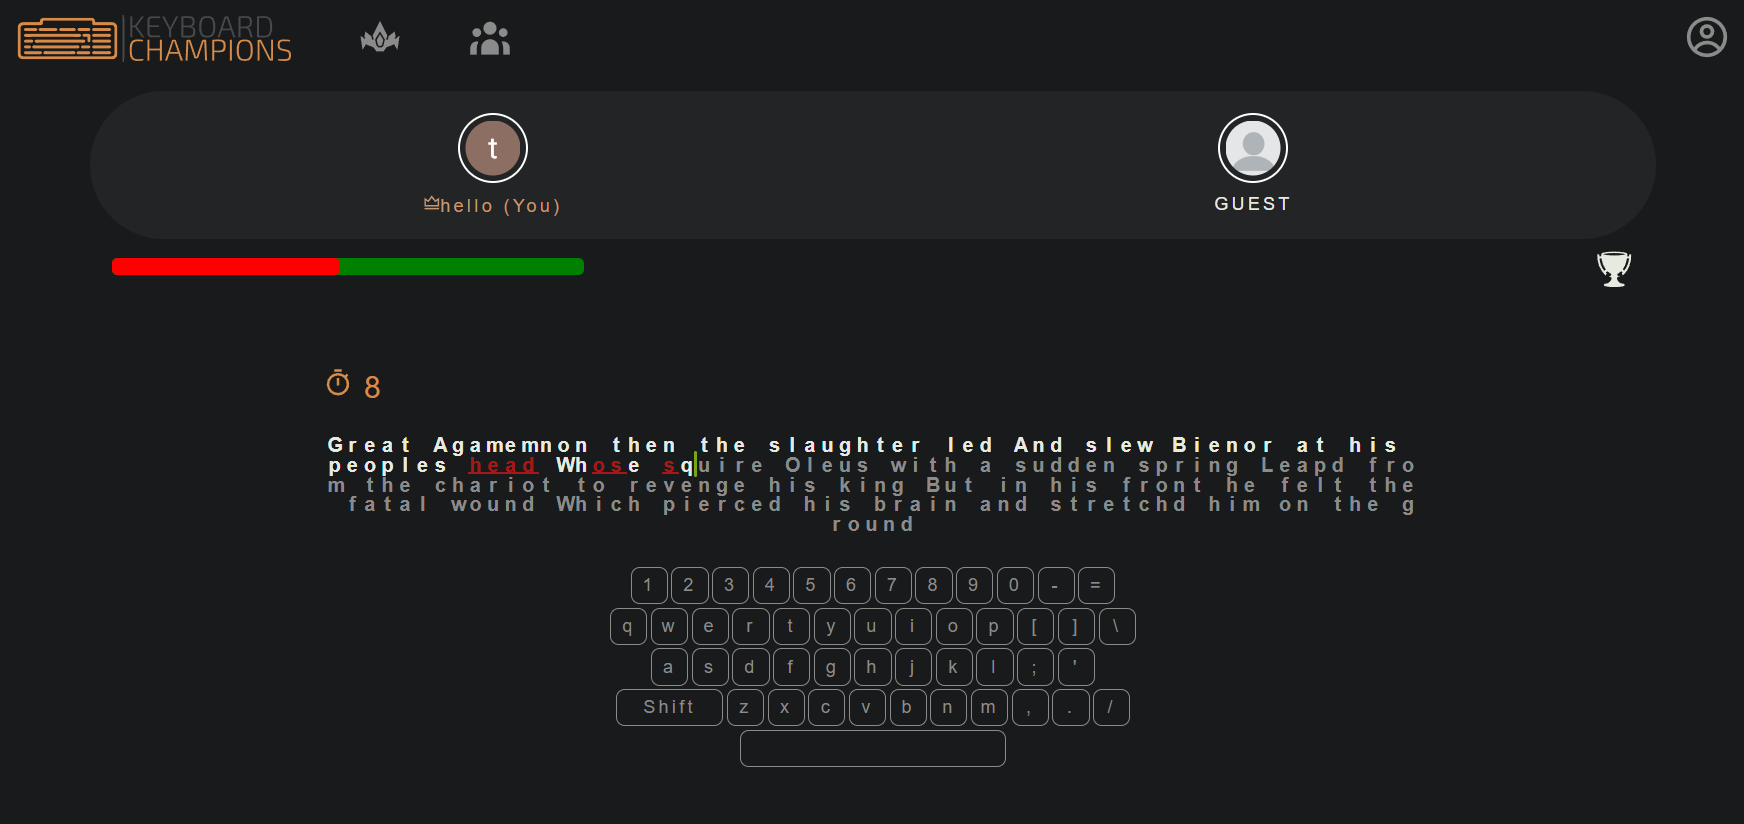 KEYBOARD
CHAMPIONS
t
hello (You)
GUEST
8
Great Agamemnon then the slaughter led And slew Bienor at his
peoples head Whose squire Oleus with a sudden spring Leapd fro
m the chariot to revenge his king But in his front he felt the
fatal wound Which pierced his brain and stretchd him on the g
round
1 2 3 4 5 6 7 8 9 0 - =
q w e r t y u i o p [ ] \
a s d f g h j k l ; '
Shift z x c v b n m , . /